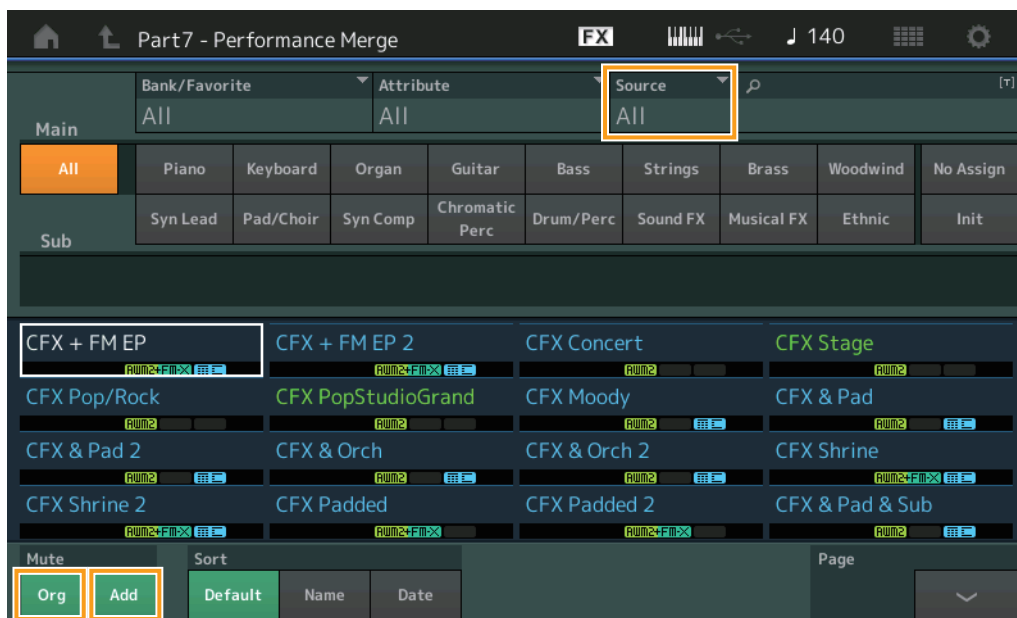 Part7 - Performance Merge FX ♩ 140
Bank/Favorite Attribute Source [T]
All All All
Main
All Piano Keyboard Organ Guitar Bass Strings Brass Woodwind No Assign
Syn Lead Pad/Choir Syn Comp Chromatic Perc Drum/Perc Sound FX Musical FX Ethnic Init
Sub
CFX + FM EP CFX + FM EP 2 CFX Concert CFX Stage
AWM2+FM-X AWM2+FM-X AWM2 AWM2
CFX Pop/Rock CFX PopStudioGrand CFX Moody CFX & Pad
AWM2 AWM2 AWM2 AWM2
CFX & Pad 2 CFX & Orch CFX & Orch 2 CFX Shrine
AWM2 AWM2 AWM2 AWM2+FM-X
CFX Shrine 2 CFX Padded CFX Padded 2 CFX & Pad & Sub
AWM2+FM-X AWM2+FM-X AWM2+FM-X AWM2
Mute Sort Page
Org Add Default Name Date